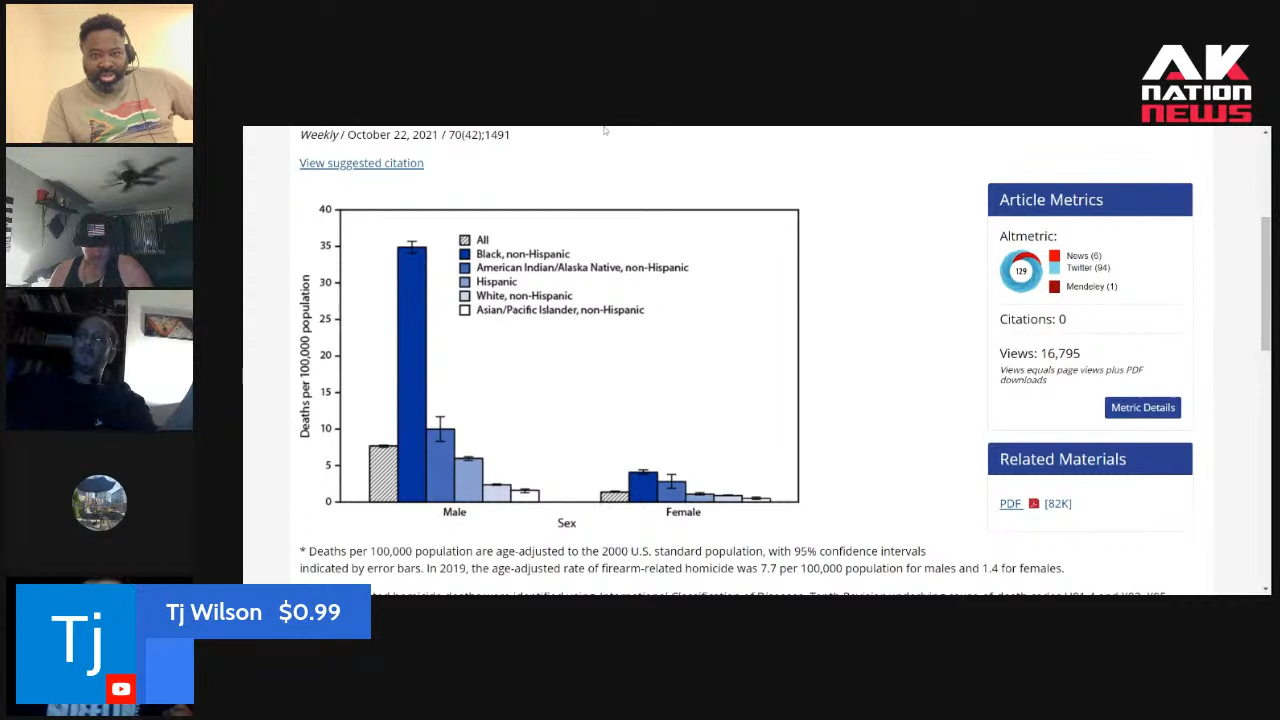 AK
NATION
NEWS
Weekly / October 22, 2021 / 70(42);1491
View suggested citation
Deaths per 100,000 population
40
35
30
25
20
15
10
5
0
All
Black, non-Hispanic
American Indian/Alaska Native, non-Hispanic
Hispanic
White, non-Hispanic
Asian/Pacific Islander, non-Hispanic
Male
Female
Sex
* Deaths per 100,000 population are age-adjusted to the 2000 U.S. standard population, with 95% confidence intervals
indicated by error bars. In 2019, the age-adjusted rate of firearm-related homicide was 7.7 per 100,000 population for males and 1.4 for females.
Article Metrics
Altmetric:
129
News (6)
Twitter (94)
Mendeley (1)
Citations: 0
Views: 16,795
Views equals page views plus PDF
downloads
Metric Details
Related Materials
PDF [82K]
Tj
Tj Wilson $0.99